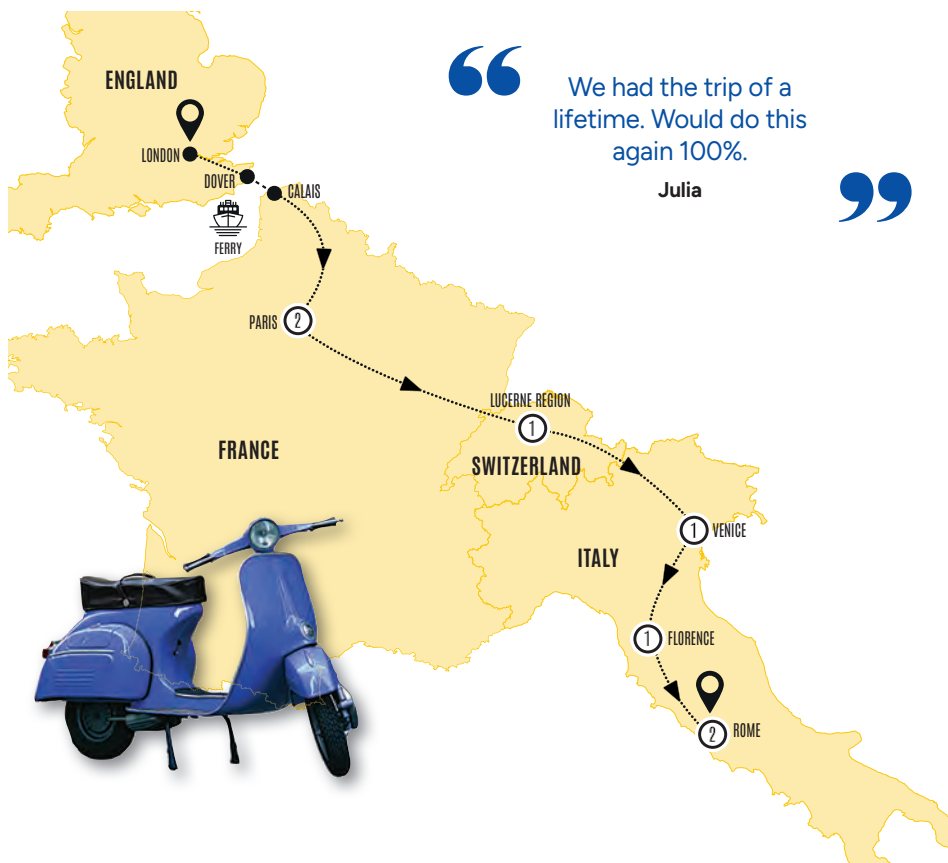 ENGLAND
“
We had the trip of a
lifetime. Would do this
again 100%.
Julia
”
LONDON
DOVER
CALAIS
FERRY
PARIS
2
LUCERNE REGION
1
FRANCE
SWITZERLAND
1
VENICE
ITALY
1
FLORENCE
2
ROME